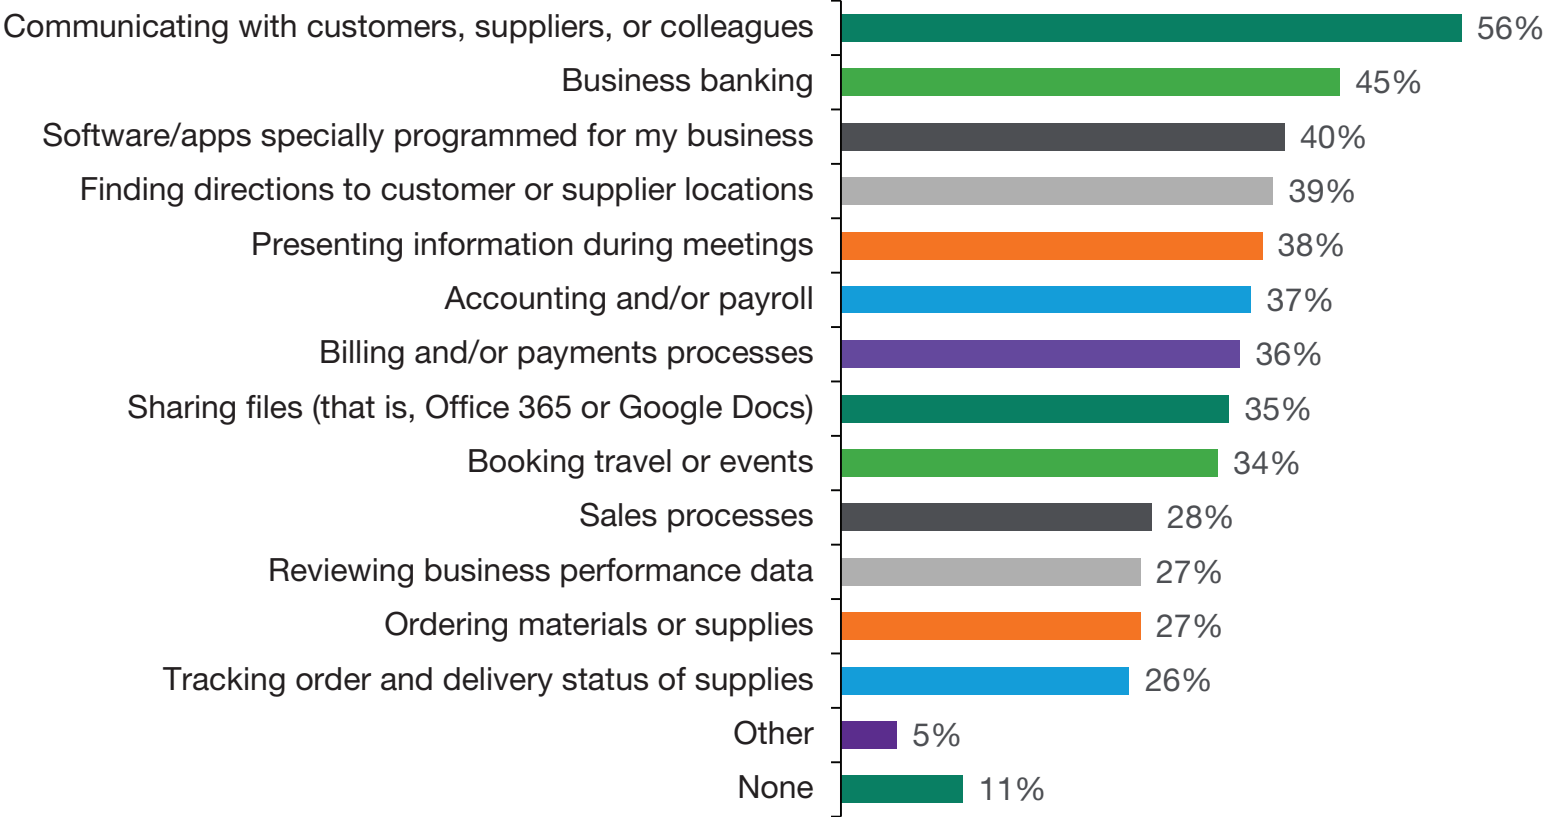 Communicating with customers, suppliers, or colleagues 56%
Business banking 45%
Software/apps specially programmed for my business 40%
Finding directions to customer or supplier locations 39%
Presenting information during meetings 38%
Accounting and/or payroll 37%
Billing and/or payments processes 36%
Sharing files (that is, Office 365 or Google Docs) 35%
Booking travel or events 34%
Sales processes 28%
Reviewing business performance data 27%
Ordering materials or supplies 27%
Tracking order and delivery status of supplies 26%
Other 5%
None 11%